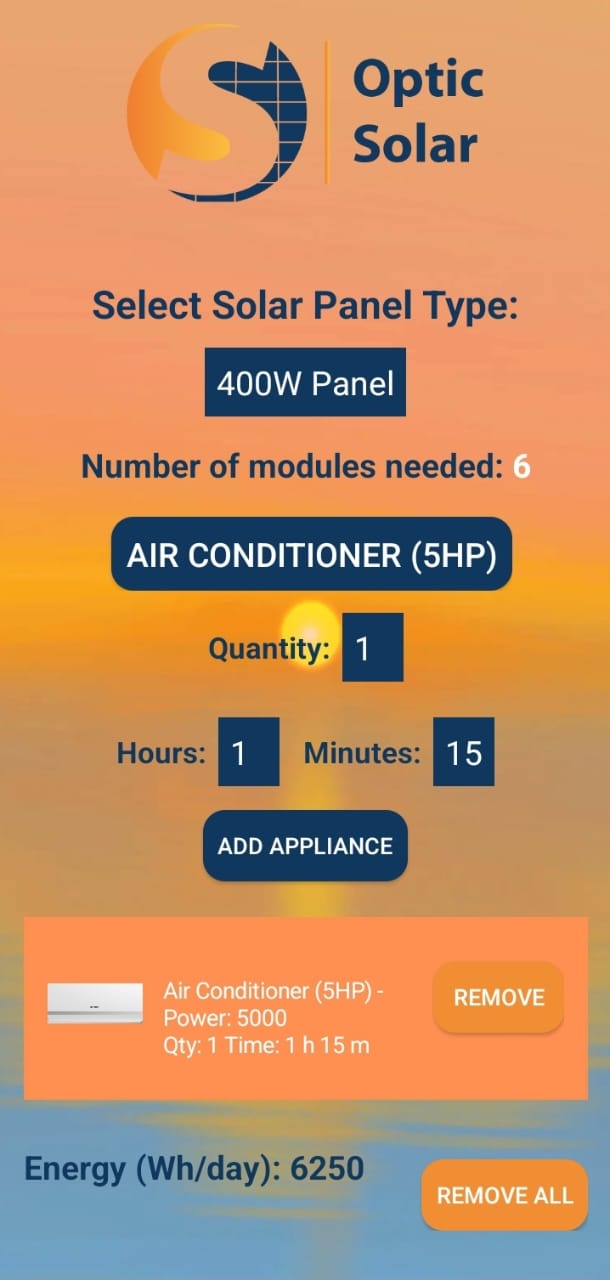 Optic
Solar
Select Solar Panel Type:
400W Panel
Number of modules needed: 6
AIR CONDITIONER (5HP)
Quantity: 1
Hours: 1 Minutes: 15
ADD APPLIANCE
Air Conditioner (5HP) -
Power: 5000
Qty: 1 Time: 1 h 15 m
REMOVE
Energy (Wh/day): 6250
REMOVE ALL